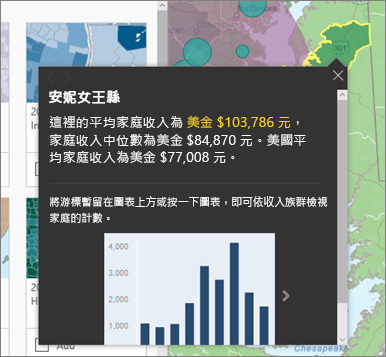 Baltimore
301
20
In
安妮女王縣
這裡的平均家庭收入為 美金 $103,786 元，
家庭收入中位數為美金 $84,870 元。美國平
均家庭收入為美金 $77,008 元。
將游標暫留在圖表上方或按一下圖表，即可依收入族群檢視
家庭的計數。
4,000
3,000
2,000
1,000
20
H
Add
Chesapeake